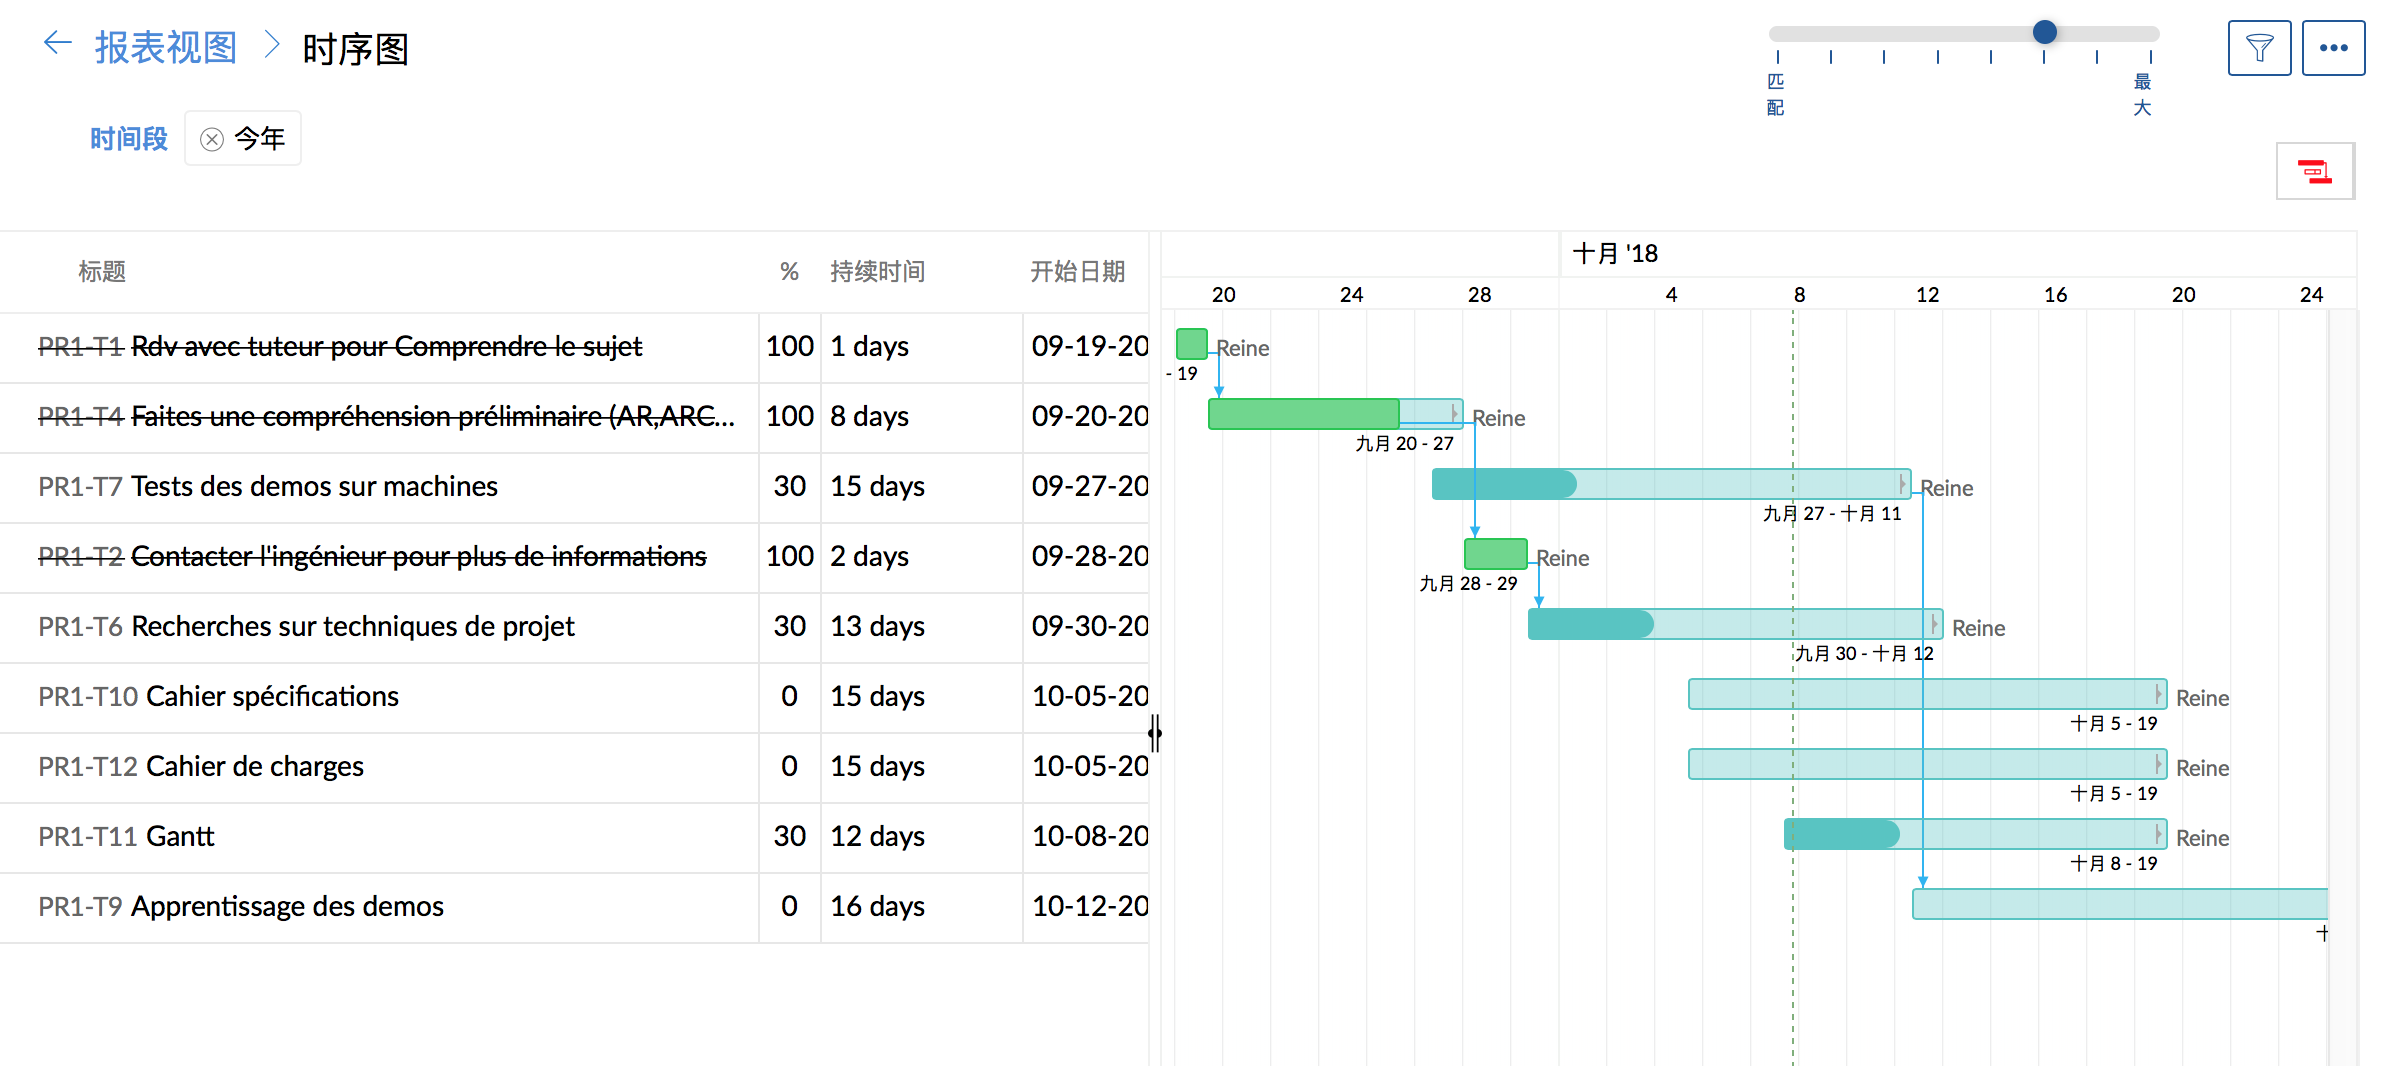 报表视图 时序图
匹配
最大
时间段 今年
标题 % 持续时间 开始日期
十月 '18
20 24 28 4 8 12 16 20 24
PR1-T1 Rdv avec tuteur pour Comprendre le sujet 100 1 days 09-19-20
Reine
- 19
PR1-T4 Faites une compréhension préliminaire (AR,ARC... 100 8 days 09-20-20
Reine
九月 20 - 27
PR1-T7 Tests des demos sur machines 30 15 days 09-27-20
Reine
九月 27 - 十月 11
PR1-T2 Contacter l'ingénieur pour plus de informations 100 2 days 09-28-20
Reine
九月 28 - 29
PR1-T6 Recherches sur techniques de projet 30 13 days 09-30-20
Reine
九月 30 - 十月 12
PR1-T10 Cahier spécifications 0 15 days 10-05-20
Reine
十月 5 - 19
PR1-T12 Cahier de charges 0 15 days 10-05-20
Reine
十月 5 - 19
PR1-T11 Gantt 30 12 days 10-08-20
Reine
十月 8 - 19
PR1-T9 Apprentissage des demos 0 16 days 10-12-20
十